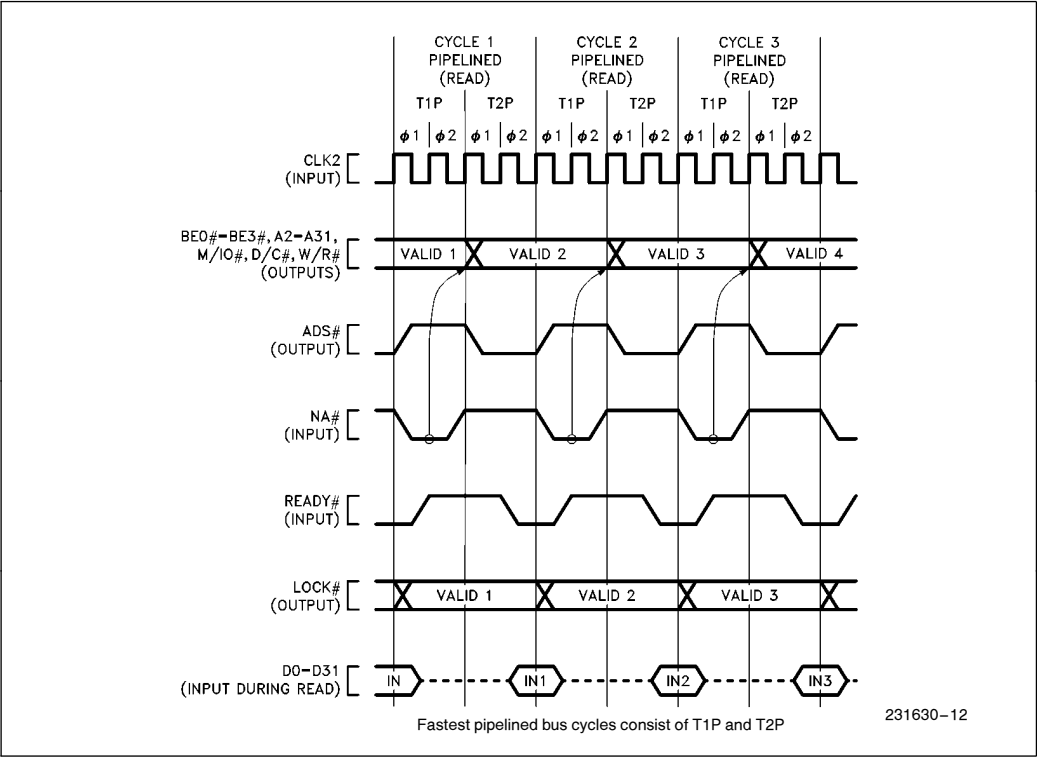 CYCLE 1 CYCLE 2 CYCLE 3
PIPELINED PIPELINED PIPELINED
(READ) (READ) (READ)
T1P T2P T1P T2P T1P T2P
ϕ1 ϕ2 ϕ1 ϕ2 ϕ1 ϕ2 ϕ1 ϕ2 ϕ1 ϕ2 ϕ1 ϕ2
CLK2
(INPUT)
BE0#-BE3#, A2-A31,
M/IO#, D/C#, W/R#
(OUTPUTS)
VALID 1 VALID 2 VALID 3 VALID 4
ADS#
(OUTPUT)
NA#
(INPUT)
READY#
(INPUT)
LOCK#
(OUTPUT)
VALID 1 VALID 2 VALID 3
D0-D31
(INPUT DURING READ)
IN IN1 IN2 IN3
Fastest pipelined bus cycles consist of T1P and T2P
231630-12